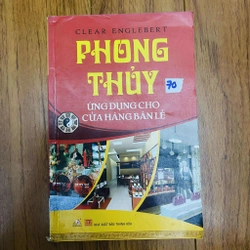 CLEAR ENGLEBERT
PHONG
THỦY
70
ỨNG DỤNG CHO
CỬA HÀNG BÁN LẺ